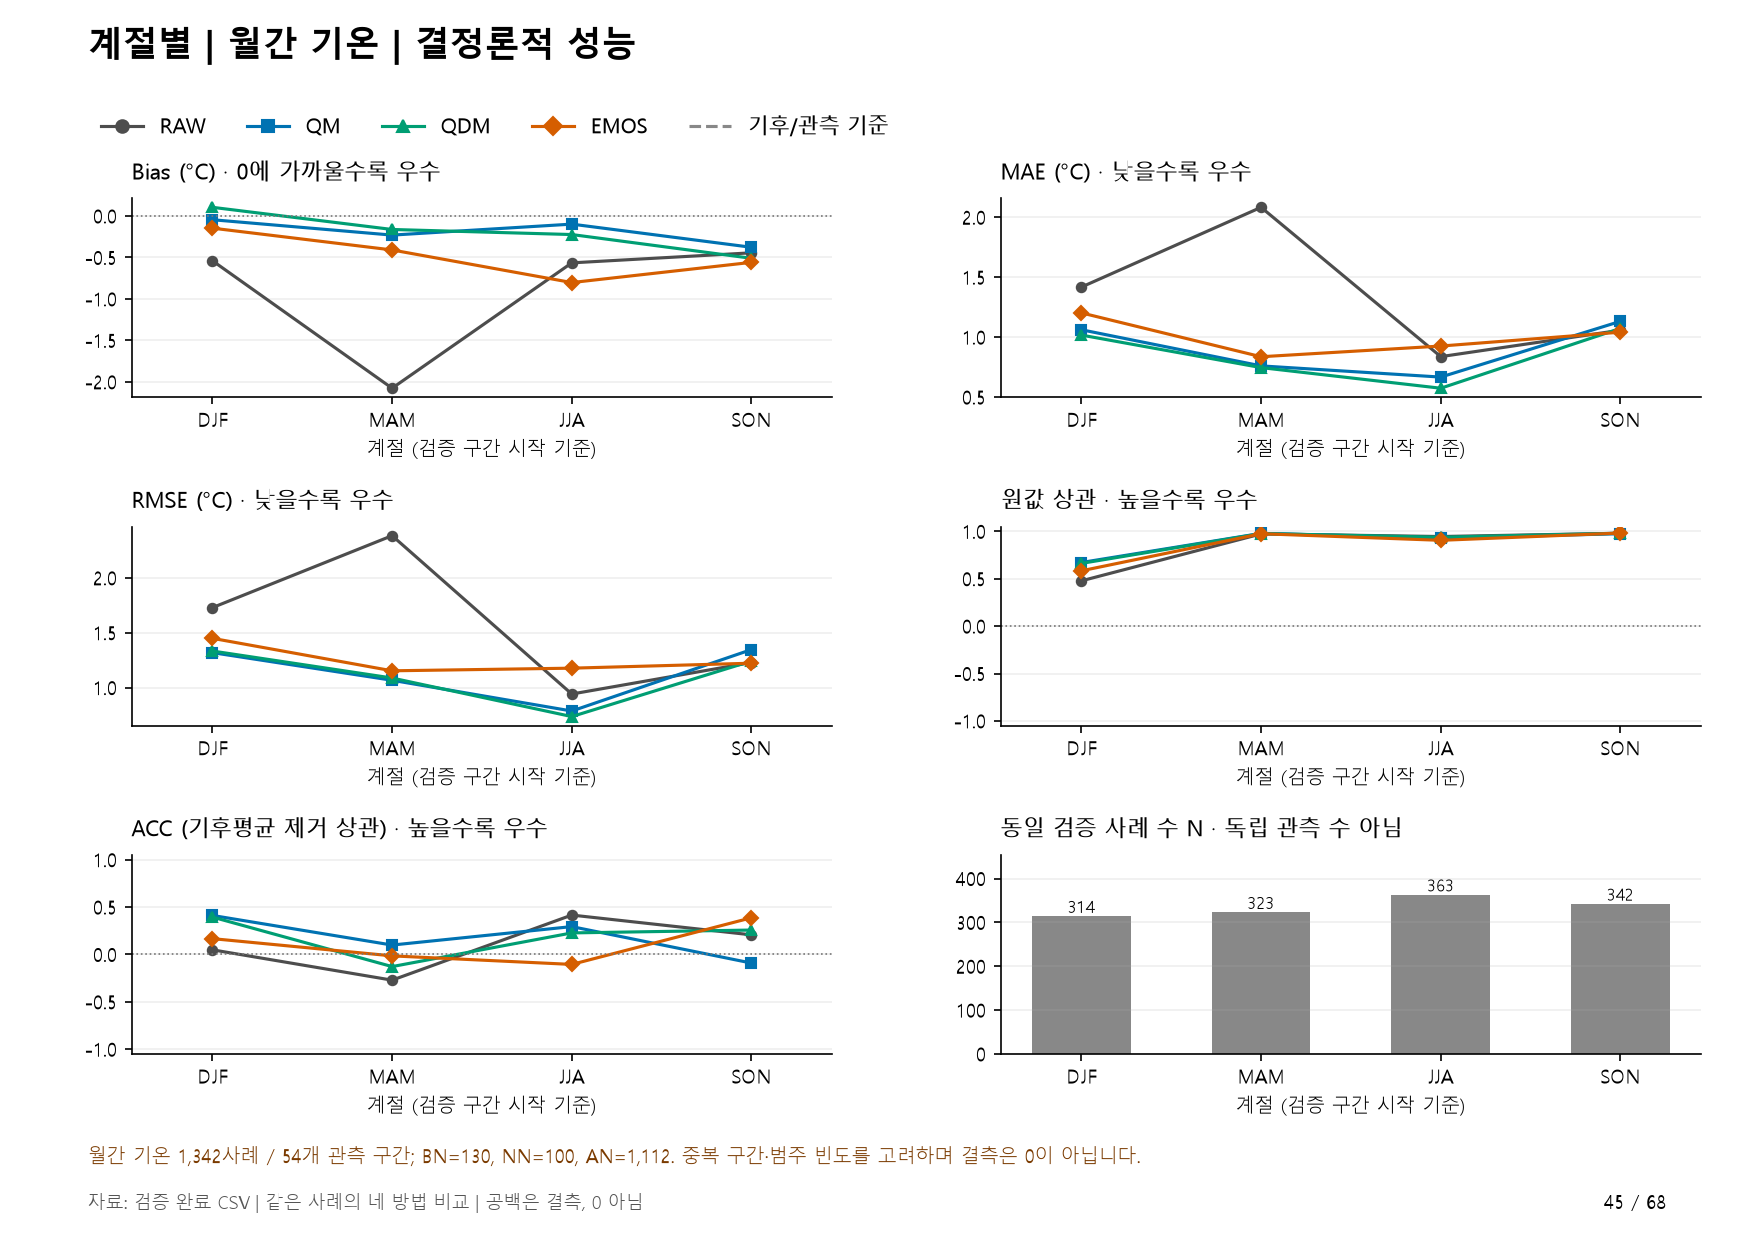 계절별 | 월간 기온 | 결정론적 성능
RAW QM QDM EMOS 기후/관측 기준
Bias (°C) · 0에 가까울수록 우수
0.0
-0.5
-1.0
-1.5
-2.0
DJF MAM JJA SON
계절 (검증 구간 시작 기준)
MAE (°C) · 낮을수록 우수
2.0
1.5
1.0
0.5
DJF MAM JJA SON
계절 (검증 구간 시작 기준)
RMSE (°C) · 낮을수록 우수
2.0
1.5
1.0
DJF MAM JJA SON
계절 (검증 구간 시작 기준)
원값 상관 · 높을수록 우수
1.0
0.5
0.0
-0.5
-1.0
DJF MAM JJA SON
계절 (검증 구간 시작 기준)
ACC (기후평균 제거 상관) · 높을수록 우수
1.0
0.5
0.0
-0.5
-1.0
DJF MAM JJA SON
계절 (검증 구간 시작 기준)
동일 검증 사례 수 N · 독립 관측 수 아님
400
300
200
100
0
314 323 363 342
DJF MAM JJA SON
계절 (검증 구간 시작 기준)
월간 기온 1,342사례 / 54개 관측 구간; BN=130, NN=100, AN=1,112. 중복 구간·범주 빈도를 고려하며 결측은 0이 아닙니다.
자료: 검증 완료 CSV | 같은 사례의 네 방법 비교 | 공백은 결측, 0 아님
45 / 68